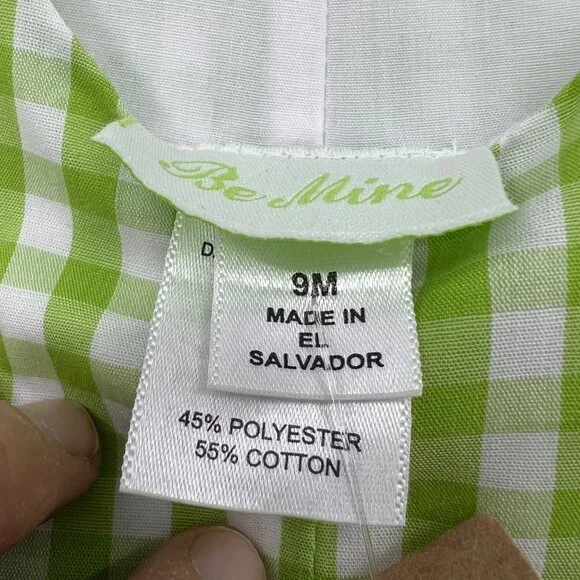 Be Mine
9M
MADE IN
EL
SALVADOR
45% POLYESTER
55% COTTON